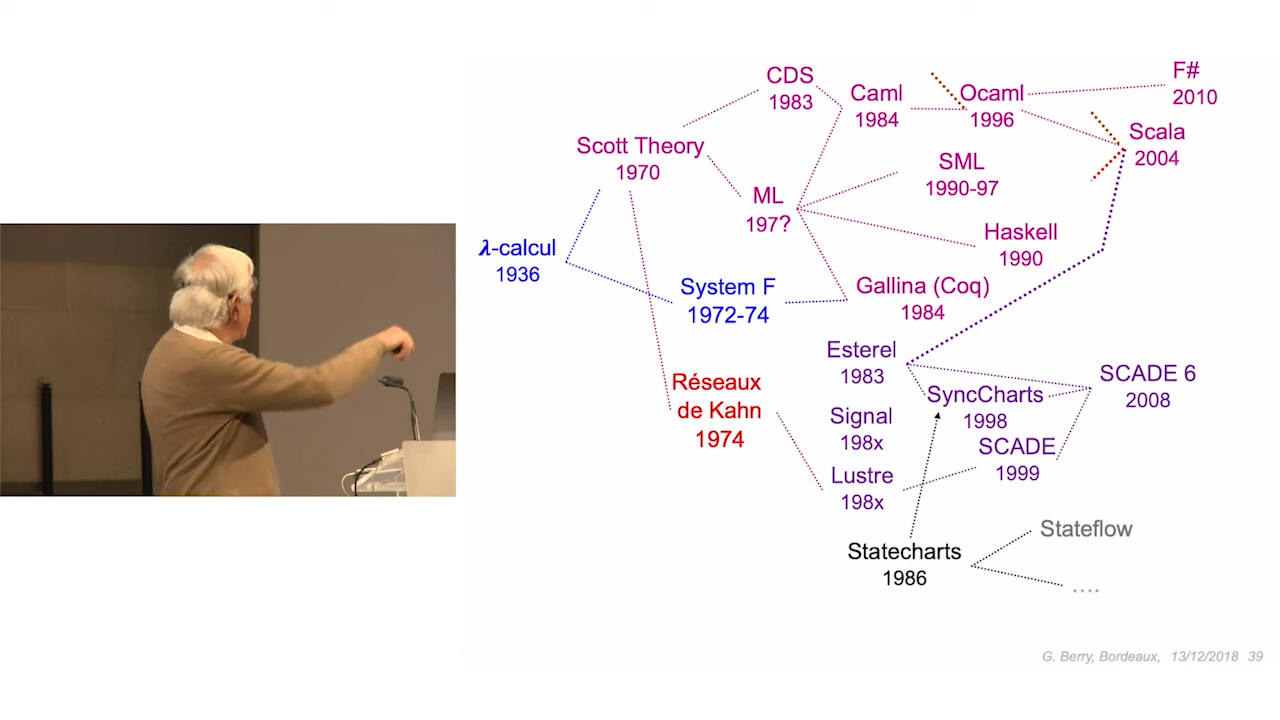 CDS
1983
Caml
1984
Ocaml
1996
F#
2010
Scala
2004
Scott Theory
1970
SML
1990-97
ML
197?
Haskell
1990
λ-calcul
1936
System F
1972-74
Gallina (Coq)
1984
Esterel
1983
SCADE 6
2008
Réseaux
de Kahn
1974
SyncCharts
1998
Signal
198x
SCADE
1999
Lustre
198x
Statecharts
1986
Stateflow
....
G. Berry, Bordeaux, 13/12/2018 39